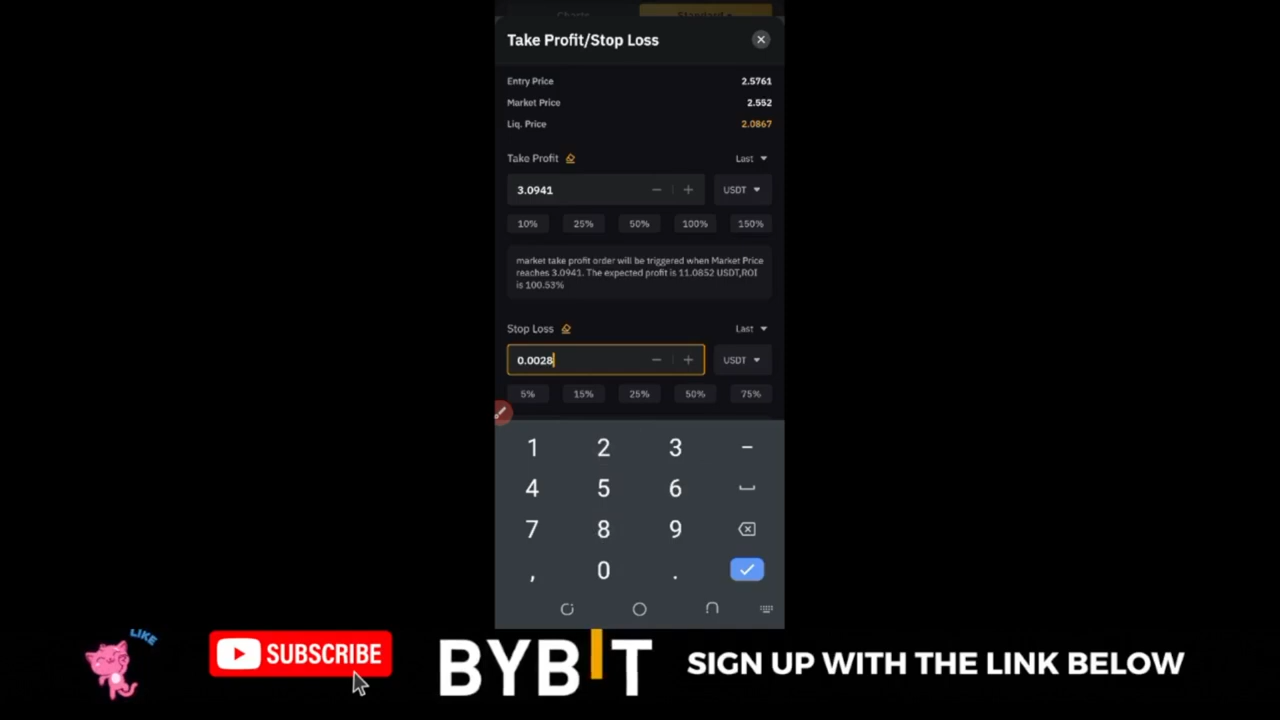 Take Profit/Stop Loss
Entry Price 2.5761
Market Price 2.552
Liq. Price 2.0867
Take Profit Last
3.0941 − + USDT
10% 25% 50% 100% 150%
market take profit order will be triggered when Market Price
reaches 3.0941. The expected profit is 11.0852 USDT,ROI
is 100.53%
Stop Loss Last
0.0028 − + USDT
5% 15% 25% 50% 75%
1 2 3 −
4 5 6
7 8 9
, 0 .
LIKE
SUBSCRIBE
BYBIT
SIGN UP WITH THE LINK BELOW